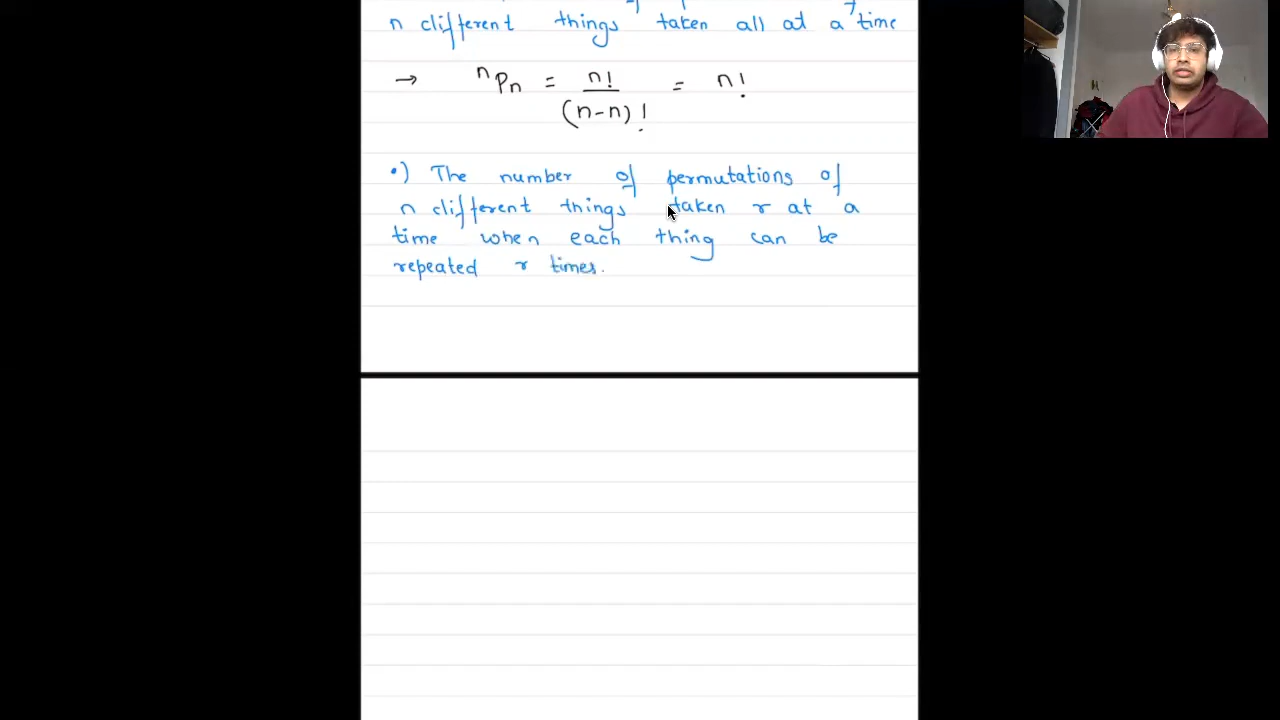 n different things taken all at a time
→ ⁿPₙ = n!/(n-n)! = n!
•) The number of permutations of
n different things taken r at a
time when each thing can be
repeated r times.